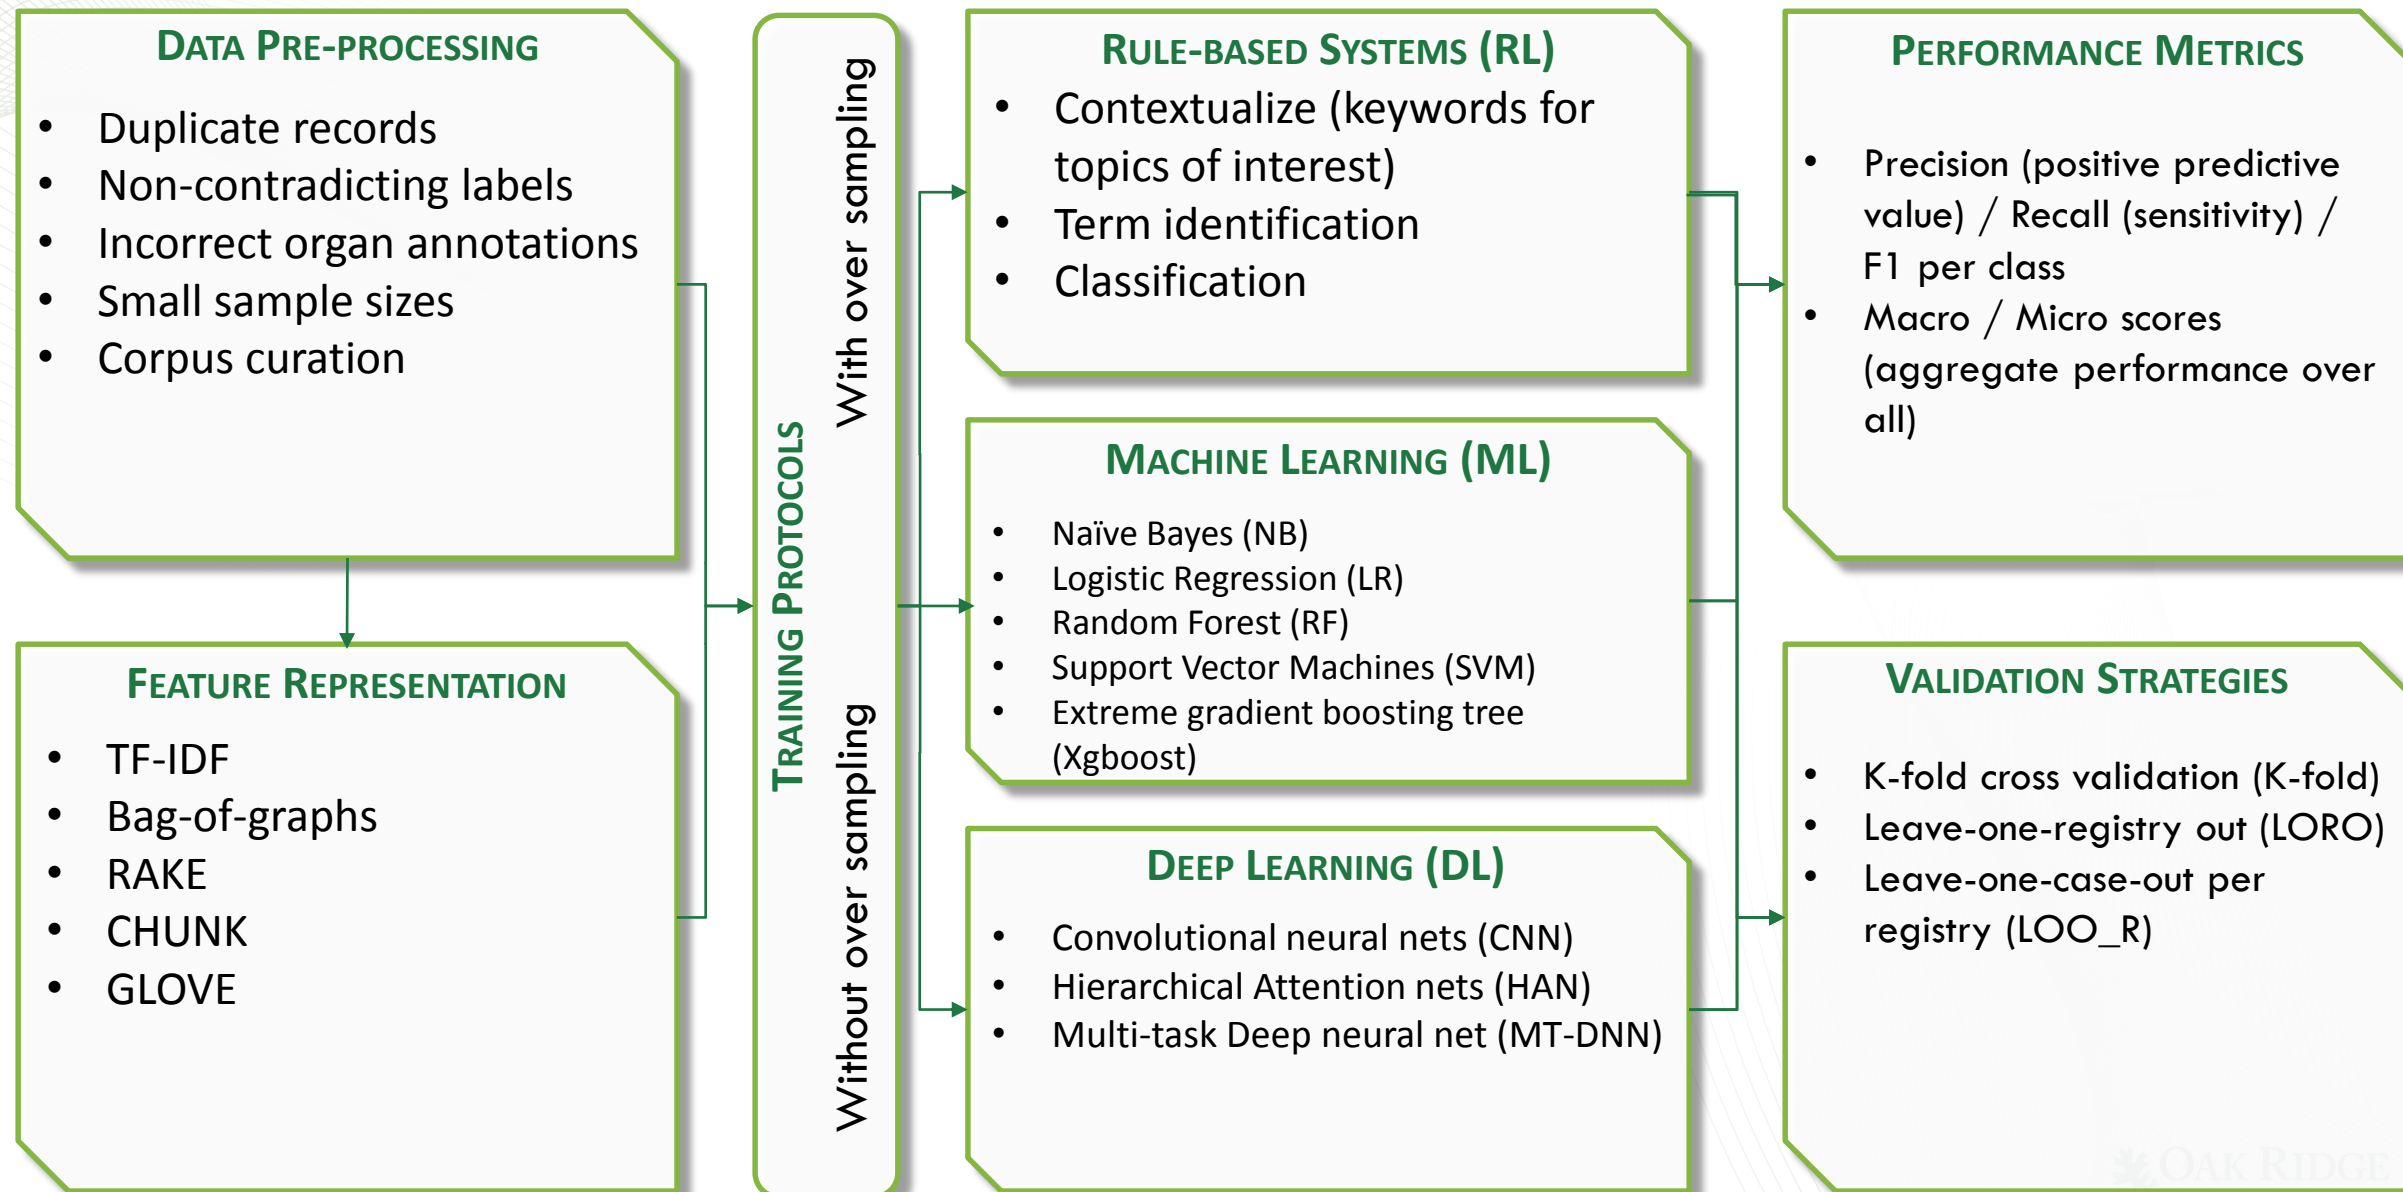 DATA PRE-PROCESSING
• Duplicate records
• Non-contradicting labels
• Incorrect organ annotations
• Small sample sizes
• Corpus curation
FEATURE REPRESENTATION
• TF-IDF
• Bag-of-graphs
• RAKE
• CHUNK
• GLOVE
TRAINING PROTOCOLS
With over sampling
Without over sampling
RULE-BASED SYSTEMS (RL)
• Contextualize (keywords for
topics of interest)
• Term identification
• Classification
MACHINE LEARNING (ML)
• Naïve Bayes (NB)
• Logistic Regression (LR)
• Random Forest (RF)
• Support Vector Machines (SVM)
• Extreme gradient boosting tree
(Xgboost)
DEEP LEARNING (DL)
• Convolutional neural nets (CNN)
• Hierarchical Attention nets (HAN)
• Multi-task Deep neural net (MT-DNN)
PERFORMANCE METRICS
• Precision (positive predictive
value) / Recall (sensitivity) /
F1 per class
• Macro / Micro scores
(aggregate performance over
all)
VALIDATION STRATEGIES
• K-fold cross validation (K-fold)
• Leave-one-registry out (LORO)
• Leave-one-case-out per
registry (LOO_R)
OAK RIDGE